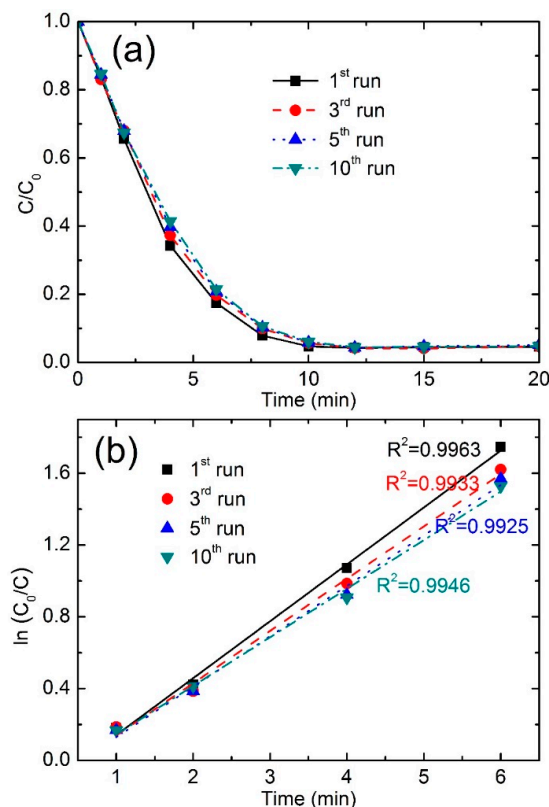 (a)
1st run
3rd run
5th run
10th run
C/C0
1.0
0.8
0.6
0.4
0.2
0.0
0 5 10 15 20
Time (min)
(b)
1st run
3rd run
5th run
10th run
R2=0.9963
R2=0.9933
R2=0.9925
R2=0.9946
ln (C0/C)
1.6
1.2
0.8
0.4
0.0
1 2 3 4 5 6
Time (min)